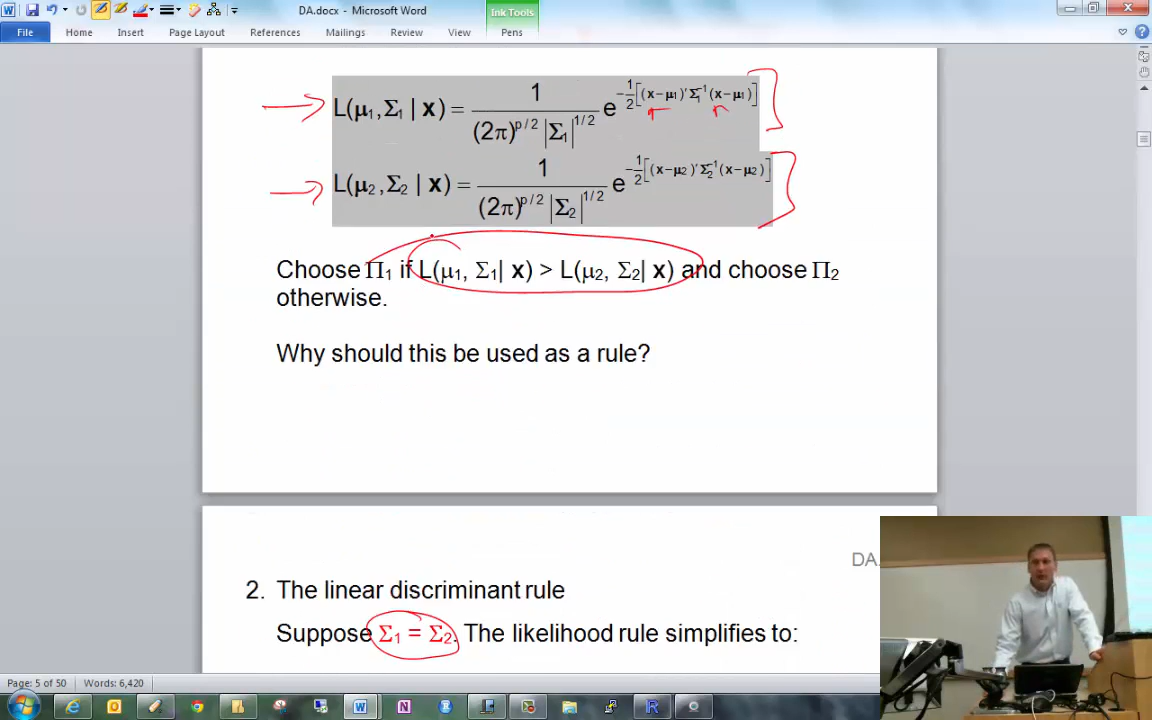 DA.docx - Microsoft Word
Ink Tools
File Home Insert Page Layout References Mailings Review View Pens
L(μ₁,Σ₁ | x) = 1 / ((2π)^p/2 |Σ₁|^1/2) e^−1/2[(x−μ₁)′Σ₁⁻¹(x−μ₁)]
L(μ₂,Σ₂ | x) = 1 / ((2π)^p/2 |Σ₂|^1/2) e^−1/2[(x−μ₂)′Σ₂⁻¹(x−μ₂)]
Choose Π₁ if L(μ₁, Σ₁| x) > L(μ₂, Σ₂| x) and choose Π₂
otherwise.
Why should this be used as a rule?
DA.
2. The linear discriminant rule
Suppose Σ₁ = Σ₂. The likelihood rule simplifies to:
Page: 5 of 50 Words: 6,420